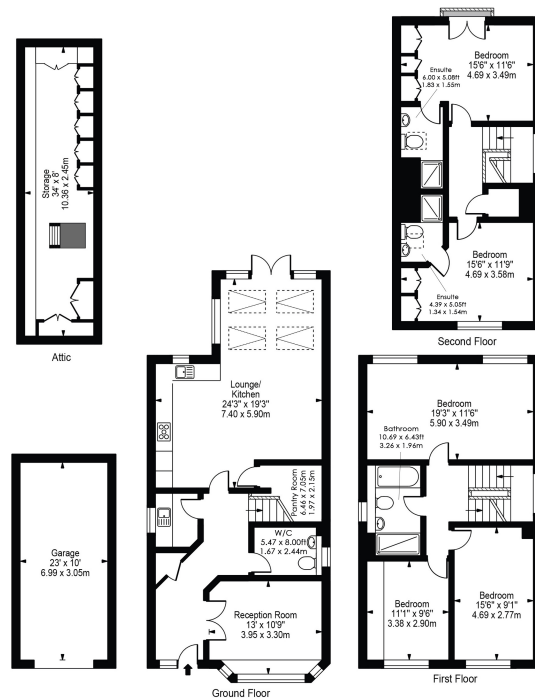 Storage
34' x 8'
10.36 x 2.45m
Attic
Garage
23' x 10'
6.99 x 3.05m
Lounge/
Kitchen
24'3" x 19'3"
7.40 x 5.90m
Pantry Room
6.46 x 7.05m
1.97 x 2.15m
W/C
5.47 x 8.00ft
1.67 x 2.44m
Reception Room
13' x 10'9"
3.95 x 3.30m
Ground Floor
Bedroom
15'6" x 11'6"
4.69 x 3.49m
Ensuite
6.00 x 5.08ft
1.83 x 1.55m
Bedroom
15'6" x 11'9"
4.69 x 3.58m
Ensuite
4.39 x 5.05ft
1.34 x 1.54m
Second Floor
Bedroom
19'3" x 11'6"
5.90 x 3.49m
Bathroom
10.69 x 6.43ft
3.26 x 1.96m
Bedroom
11'1" x 9'6"
3.38 x 2.90m
Bedroom
15'6" x 9'1"
4.69 x 2.77m
First Floor